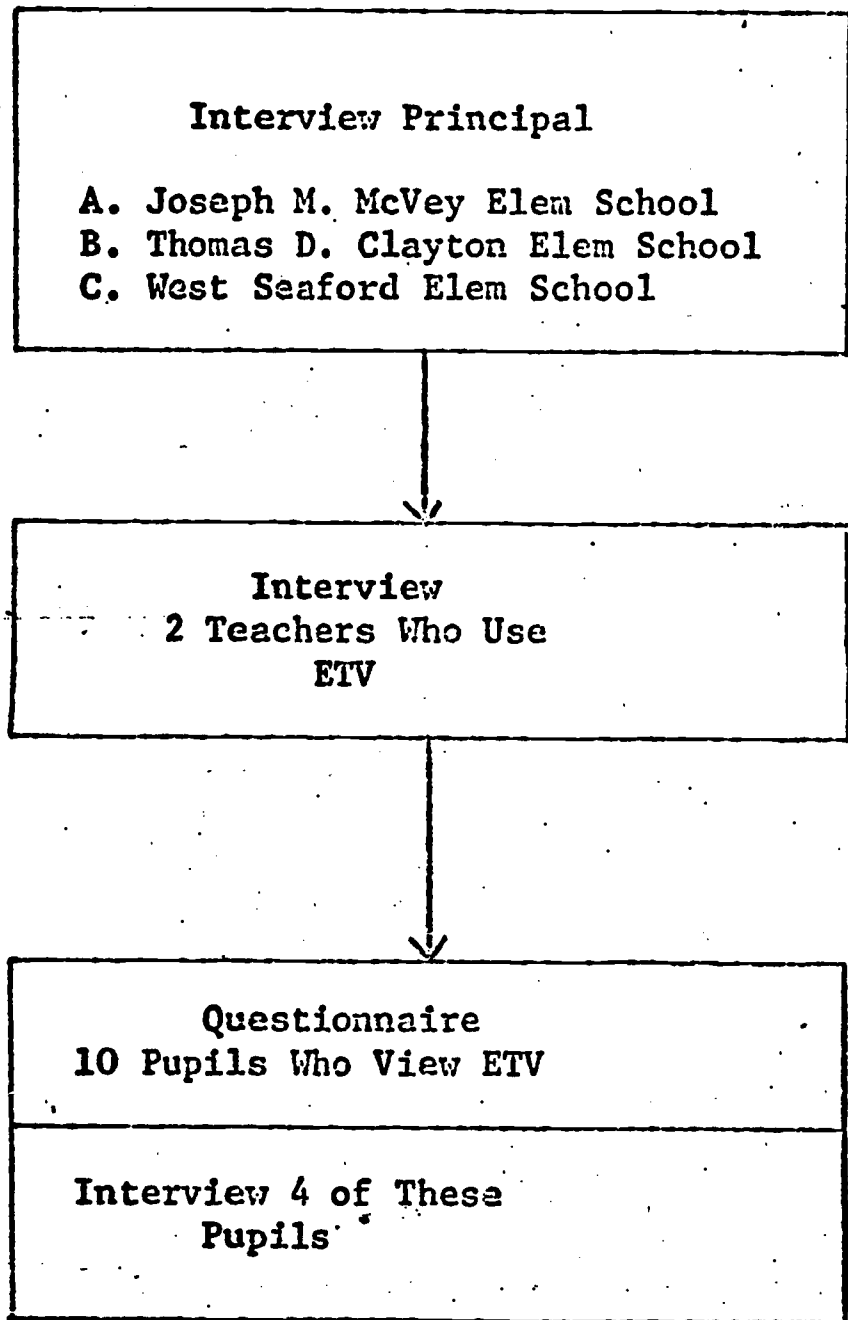 Interview Principal
A. Joseph M. McVey Elem School
B. Thomas D. Clayton Elem School
C. West Seaford Elem School
Interview
2 Teachers Who Use
ETV
Questionnaire
10 Pupils Who View ETV
Interview 4 of These
Pupils